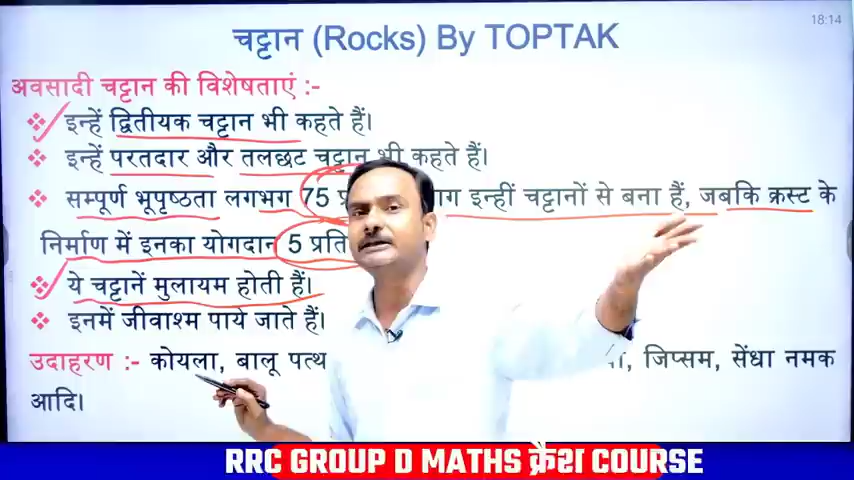 18:14
चट्टान (Rocks) By TOPTAK
अवसादी चट्टान की विशेषताएं :-
❖ इन्हें द्वितीयक चट्टान भी कहते हैं।
❖ इन्हें परतदार और तलछट चट्टान भी कहते हैं।
❖ सम्पूर्ण भूपृष्ठता लगभग 75 इन्हीं चट्टानों से बना हैं, जबकि क्रस्ट के
निर्माण में इनका योगदान 5
❖ ये चट्टानें मुलायम होती हैं।
❖ इनमें जीवाश्म पाये जाते हैं।
उदाहरण :- कोयला, बालू जिप्सम, सेंधा नमक
आदि।
RRC GROUP D MATHS क्रैश COURSE